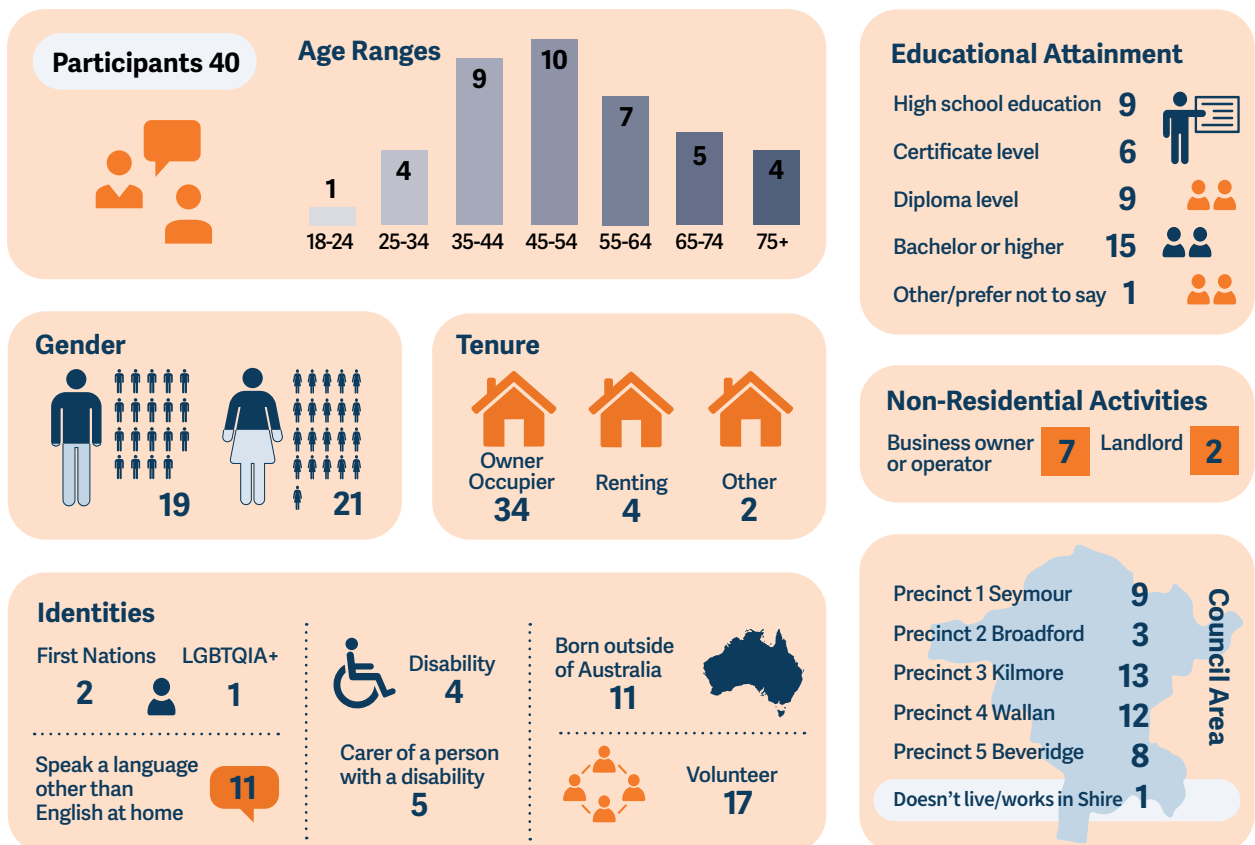 Participants 40
Age Ranges
1
4
9
10
7
5
4
18-24
25-34
35-44
45-54
55-64
65-74
75+
Educational Attainment
High school education 9
Certificate level 6
Diploma level 9
Bachelor or higher 15
Other/prefer not to say 1
Gender
19
21
Tenure
Owner
Occupier
34
Renting
4
Other
2
Non-Residential Activities
Business owner
or operator
7
Landlord 2
Identities
First Nations
2
LGBTQIA+
1
Disability
4
Born outside
of Australia
11
Speak a language
other than
English at home
11
Carer of a person
with a disability
5
Volunteer
17
Council Area
Precinct 1 Seymour 9
Precinct 2 Broadford 3
Precinct 3 Kilmore 13
Precinct 4 Wallan 12
Precinct 5 Beveridge 8
Doesn't live/works in Shire 1